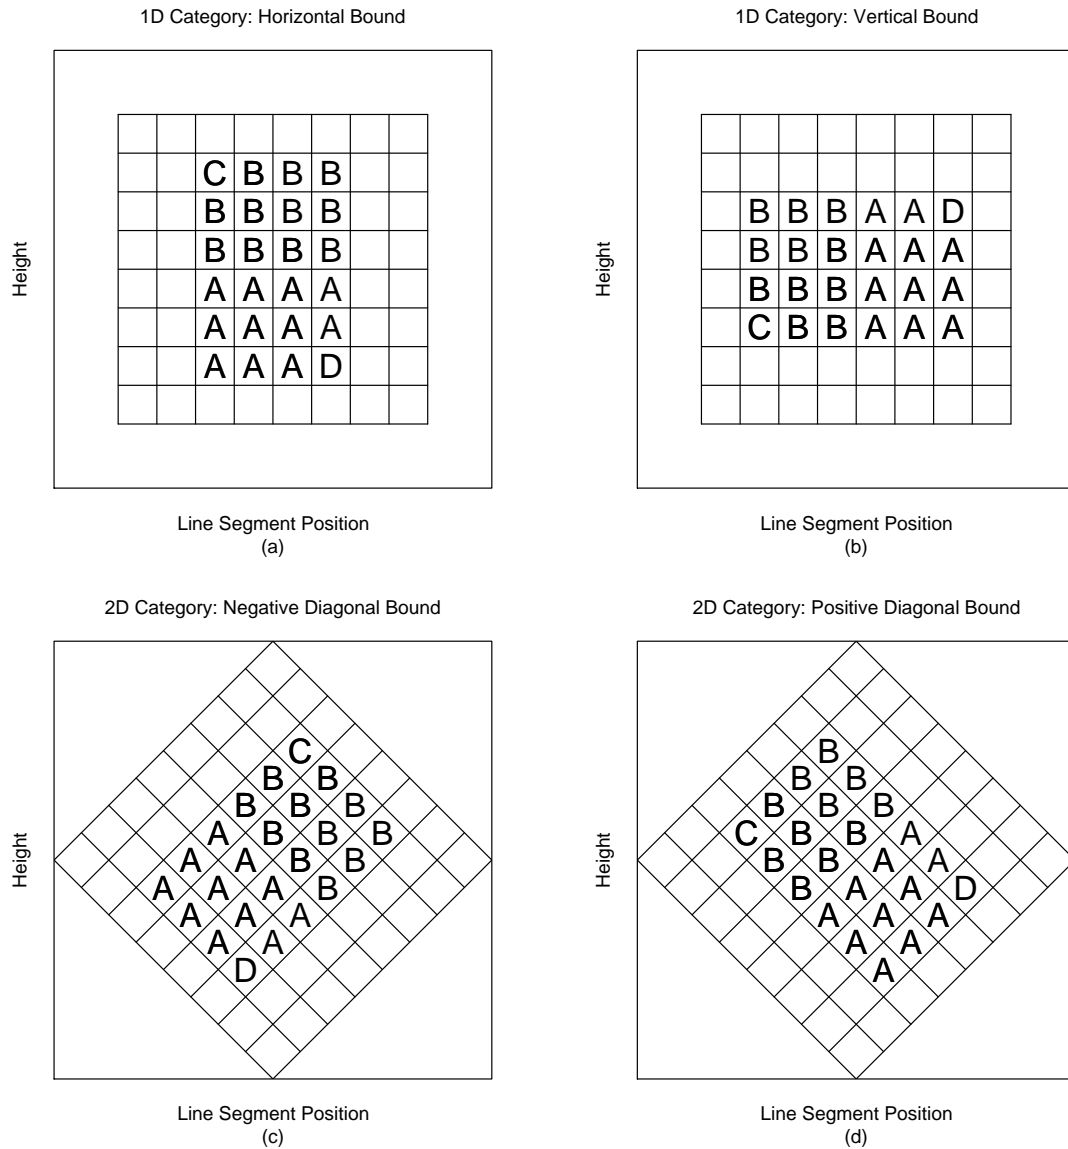 1D Category: Horizontal Bound
Height
C B B B
B B B B
B B B B
A A A A
A A A A
A A A D
Line Segment Position
(a)
1D Category: Vertical Bound
Height
B B B A A D
B B B A A A
B B B A A A
C B B A A A
Line Segment Position
(b)
2D Category: Negative Diagonal Bound
Height
C
B B
B B B
A B B B
A A B B
A A A B
A A A
A A
D
Line Segment Position
(c)
2D Category: Positive Diagonal Bound
Height
B
B B
B B B
C B B A
B B A A
B A A D
A A A
A A
A
Line Segment Position
(d)